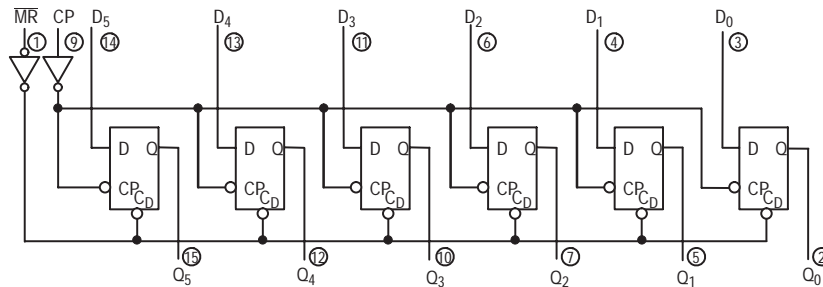 M̅R̅ CP D5 D4 D3 D2 D1 D0
1 9 14 13 11 6 4 3
D Q D Q D Q D Q D Q D Q
CP CP CP CP CP CP
CD CD CD CD CD CD
15 12 10 7 5 2
Q5 Q4 Q3 Q2 Q1 Q0